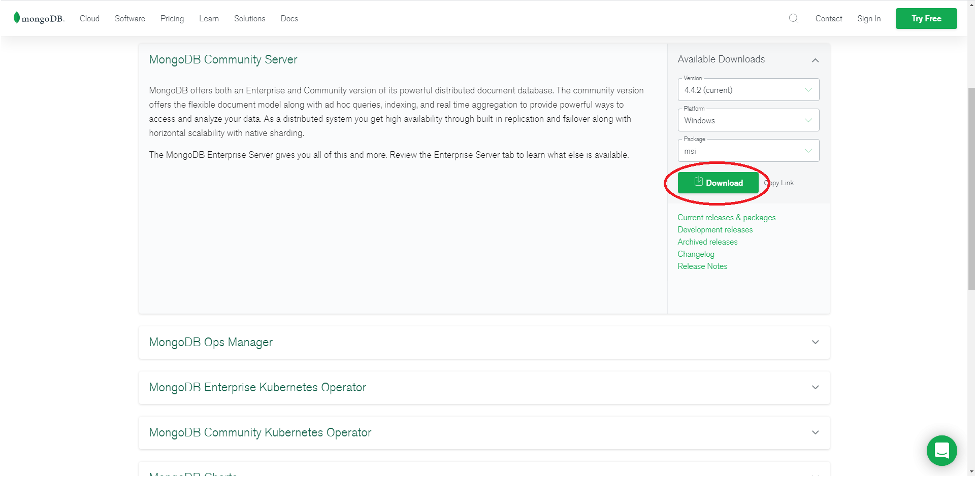 mongoDB. Cloud Software Pricing Learn Solutions Docs Contact Sign In Try Free
MongoDB Community Server
MongoDB offers both an Enterprise and Community version of its powerful distributed document database. The community version
offers the flexible document model along with ad hoc queries, indexing, and real time aggregation to provide powerful ways to
access and analyze your data. As a distributed system you get high availability through built in replication and failover along with
horizontal scalability with native sharding.
The MongoDB Enterprise Server gives you all of this and more. Review the Enterprise Server tab to learn what else is available.
Available Downloads
Version
4.4.2 (current)
Platform
Windows
Package
msi
Download Copy Link
Current releases & packages
Development releases
Archived releases
Changelog
Release Notes
MongoDB Ops Manager
MongoDB Enterprise Kubernetes Operator
MongoDB Community Kubernetes Operator